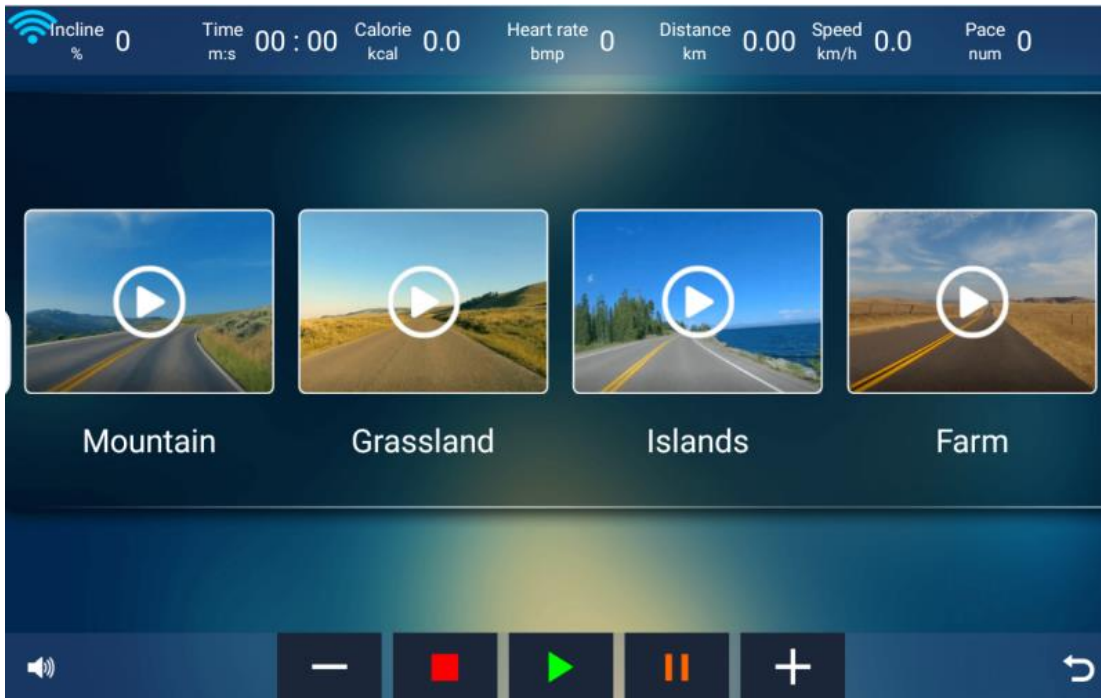 Incline % 0
Time m:s 00 : 00
Calorie kcal 0.0
Heart rate bmp 0
Distance km 0.00
Speed km/h 0.0
Pace num 0
Mountain
Grassland
Islands
Farm